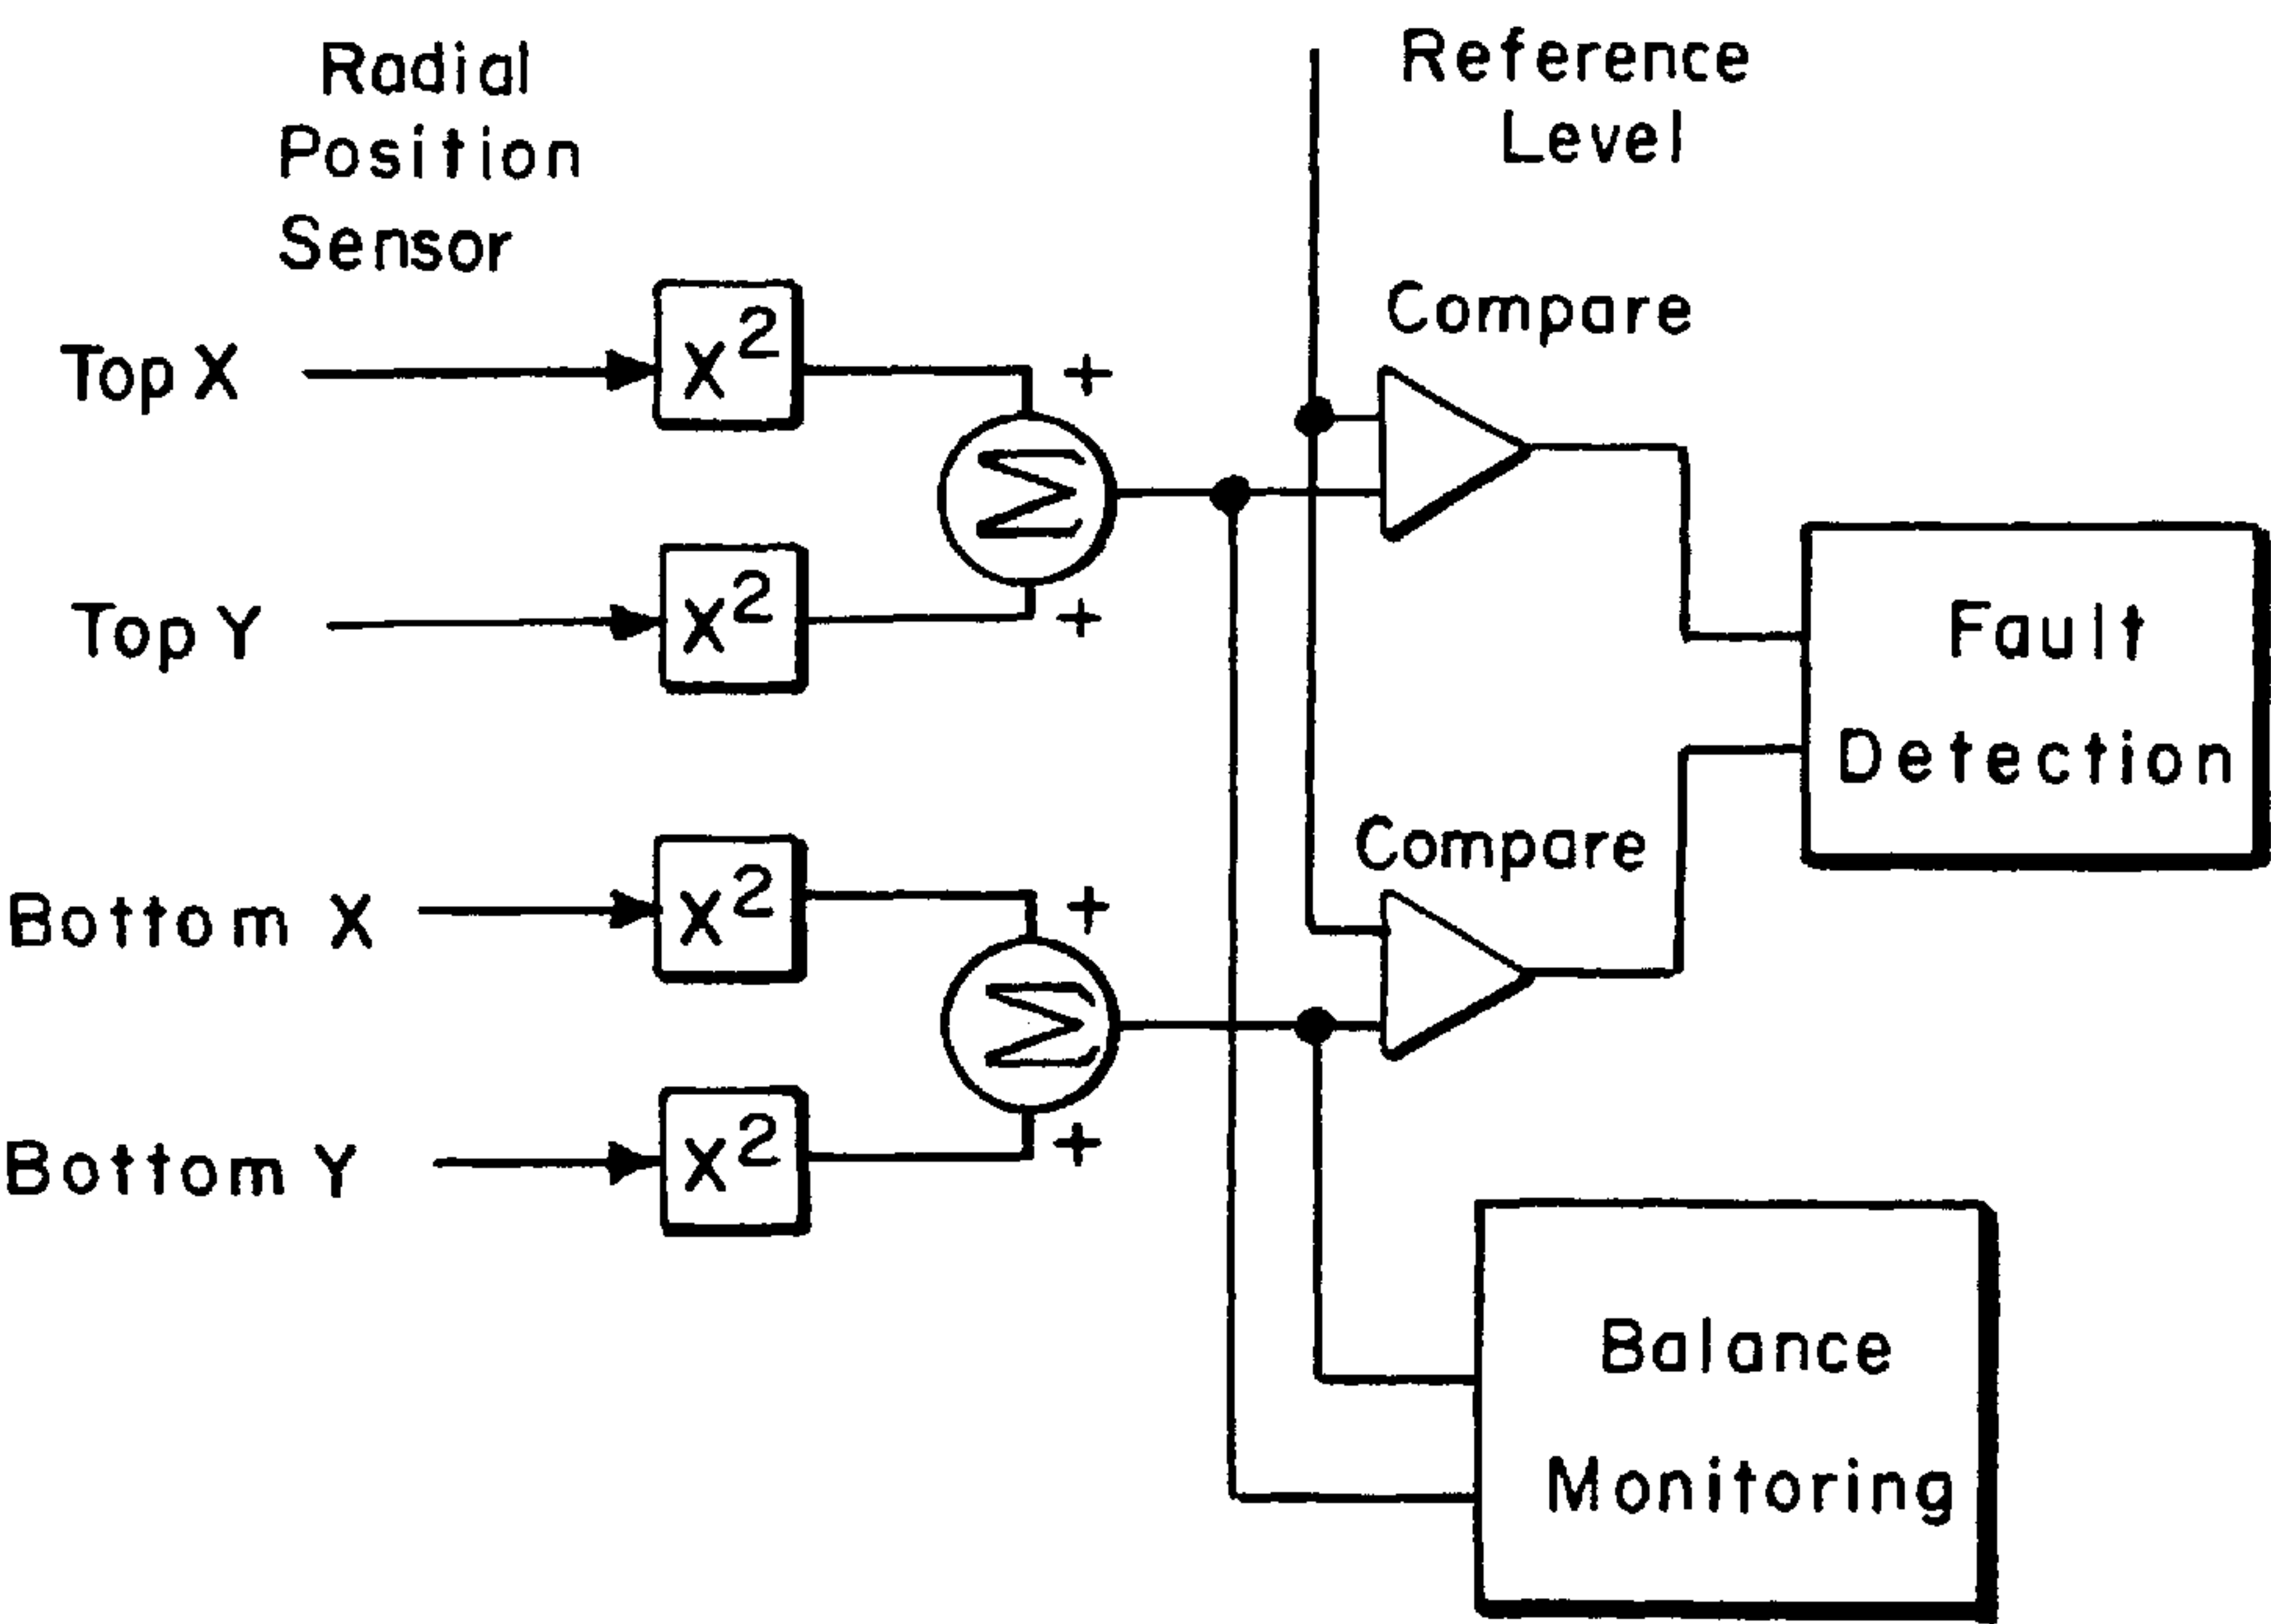 Radial
Position
Sensor
Reference
Level
Compare
Top X
x²
+
Σ
Top Y
x²
+
Fault
Detection
Compare
Bottom X
x²
+
Σ
Bottom Y
x²
+
Balance
Monitoring